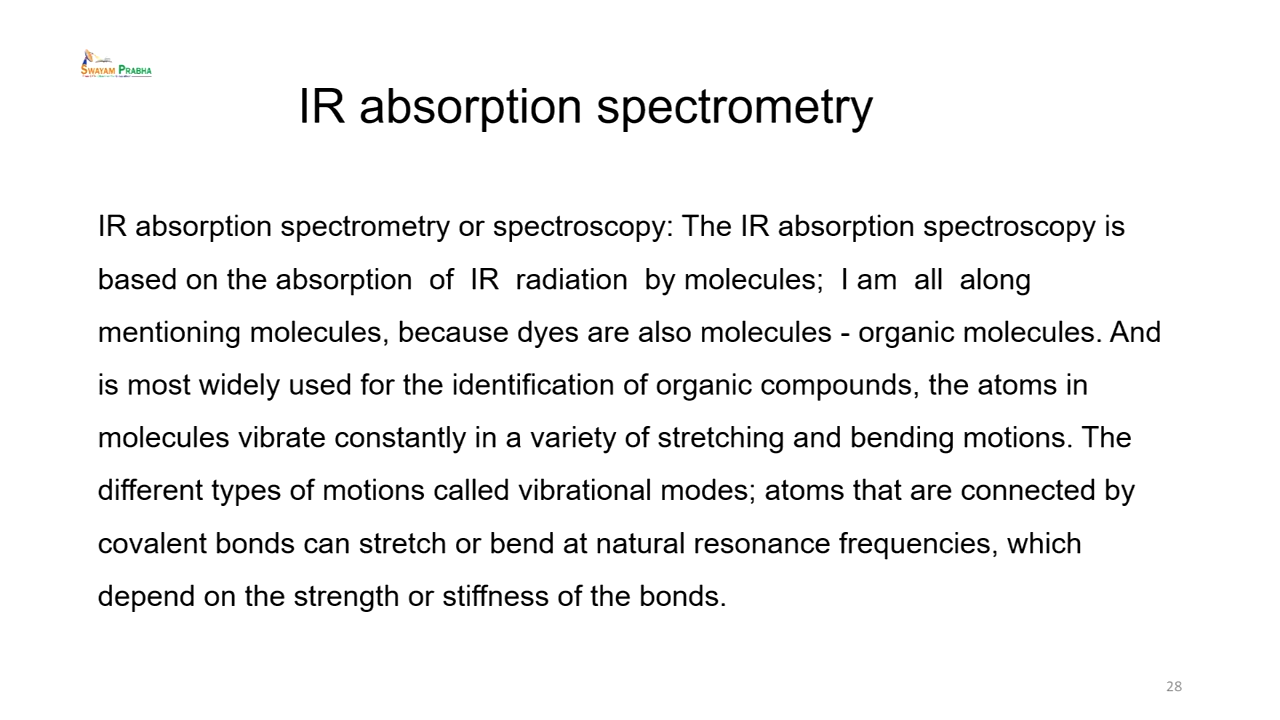 SWAYAM PRABHA
IR absorption spectrometry
IR absorption spectrometry or spectroscopy: The IR absorption spectroscopy is
based on the absorption of IR radiation by molecules; I am all along
mentioning molecules, because dyes are also molecules - organic molecules. And
is most widely used for the identification of organic compounds, the atoms in
molecules vibrate constantly in a variety of stretching and bending motions. The
different types of motions called vibrational modes; atoms that are connected by
covalent bonds can stretch or bend at natural resonance frequencies, which
depend on the strength or stiffness of the bonds.
28